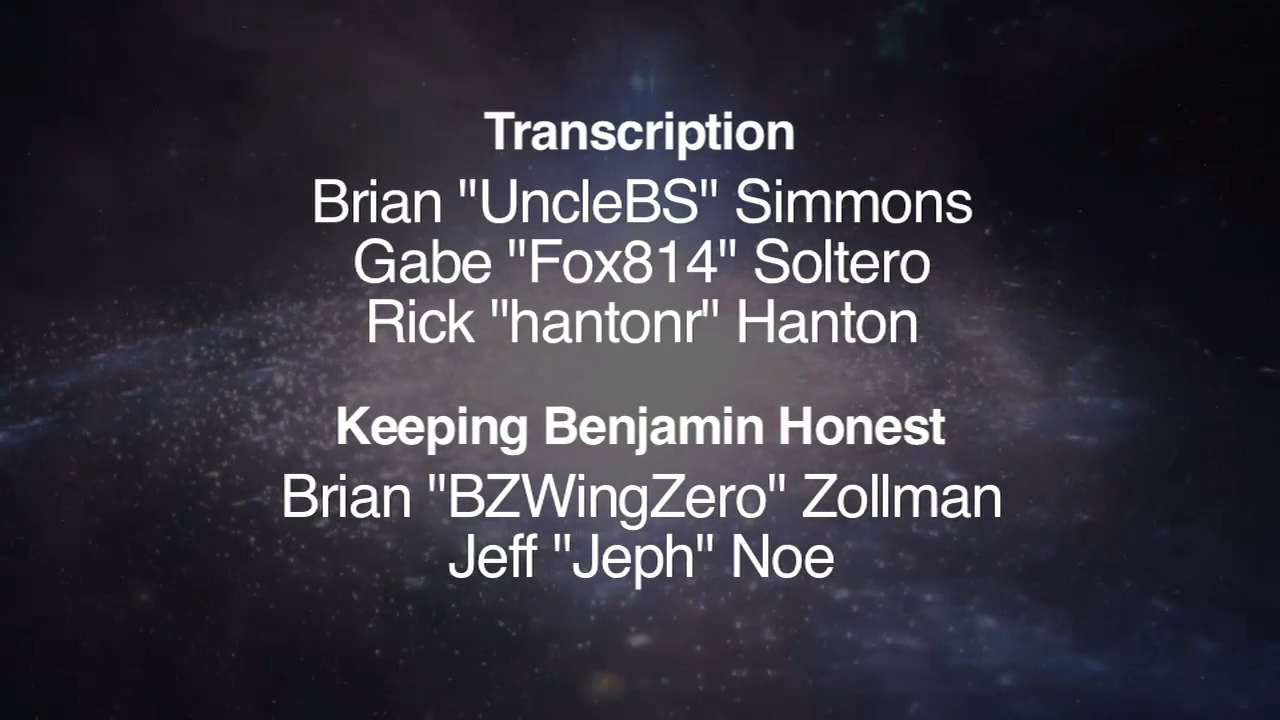 Transcription
Brian "UncleBS" Simmons
Gabe "Fox814" Soltero
Rick "hantonr" Hanton
Keeping Benjamin Honest
Brian "BZWingZero" Zollman
Jeff "Jeph" Noe